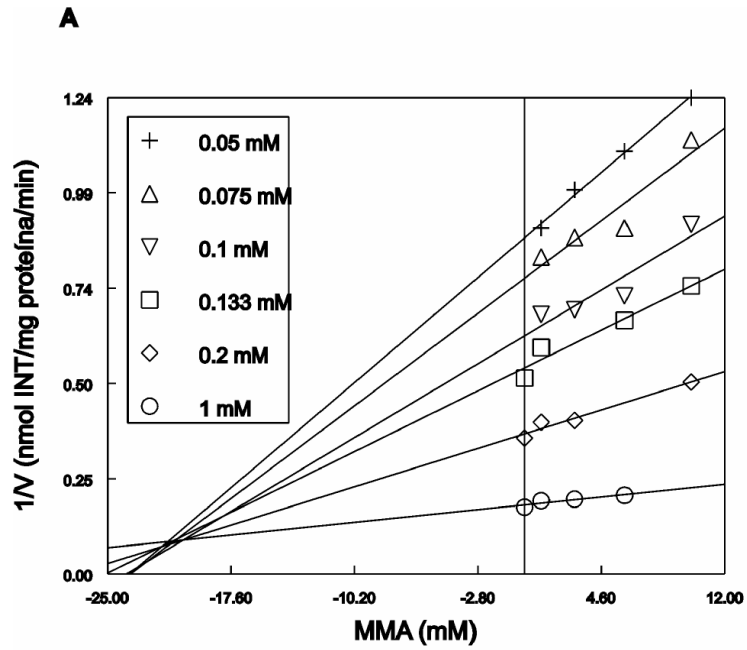 A
1/V (nmol INT/mg proteína/min)
1.24
0.99
0.74
0.50
0.25
0.00
0.05 mM
0.075 mM
0.1 mM
0.133 mM
0.2 mM
1 mM
-25.00 -17.60 -10.20 -2.80 4.60 12.00
MMA (mM)